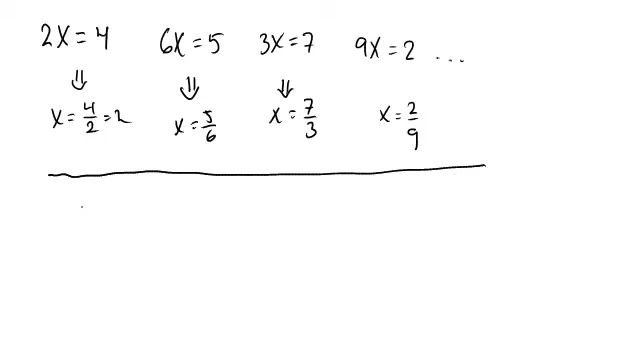 2x = 4 6x = 5 3x = 7 9x = 2 ...
⇓ ⇓ ⇓
x = 4/2 = 2 x = 5/6 x = 7/3 x = 2/9